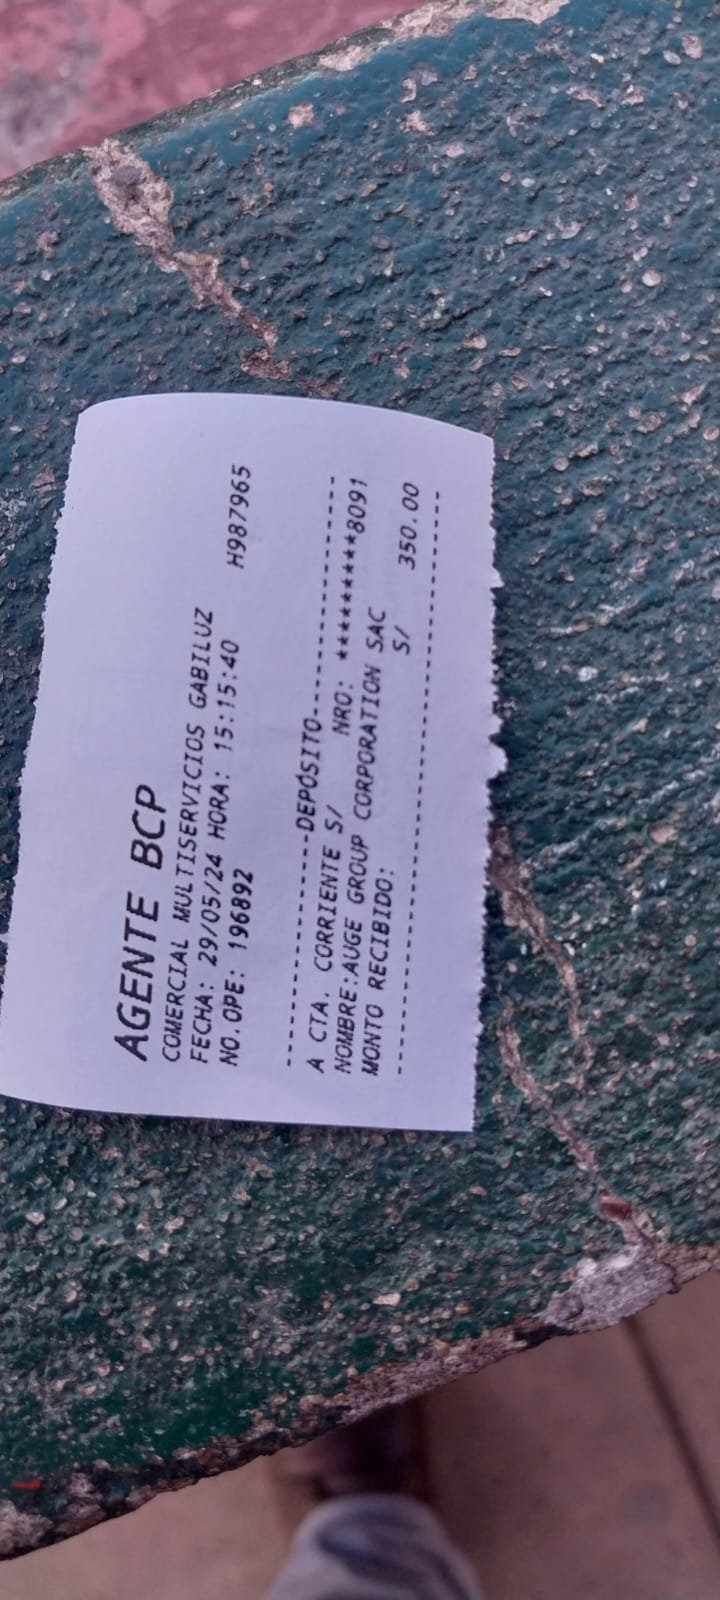 AGENTE BCP
COMERCIAL MULTISERVICIOS GABILUZ
FECHA: 29/05/24 HORA: 15:15:40
NO.OPE: 196892 H987965
------------DEPÓSITO------------
A CTA. CORRIENTE S/ NRO: **********8091
NOMBRE:AUGE GROUP CORPORATION SAC
MONTO RECIBIDO: S/ 350.00